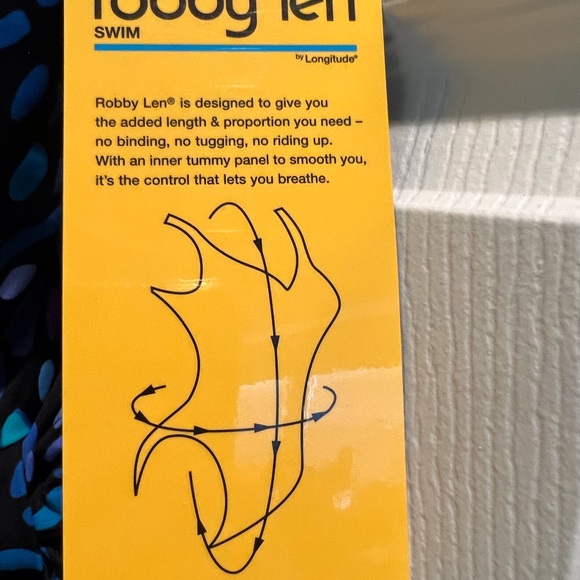 robby len
SWIM
by Longitude®
Robby Len® is designed to give you
the added length & proportion you need –
no binding, no tugging, no riding up.
With an inner tummy panel to smooth you,
it's the control that lets you breathe.